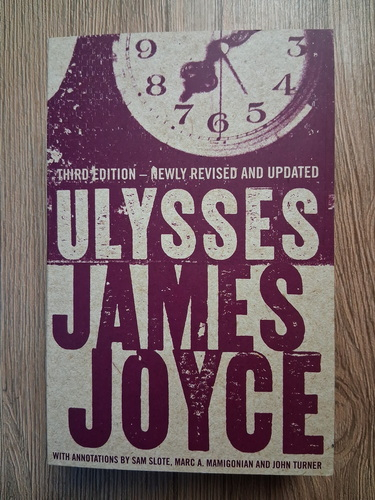 9 3
8 4
7 6 5
THIRD EDITION – NEWLY REVISED AND UPDATED
ULYSSES
JAMES
JOYCE
WITH ANNOTATIONS BY SAM SLOTE, MARC A. MAMIGONIAN AND JOHN TURNER